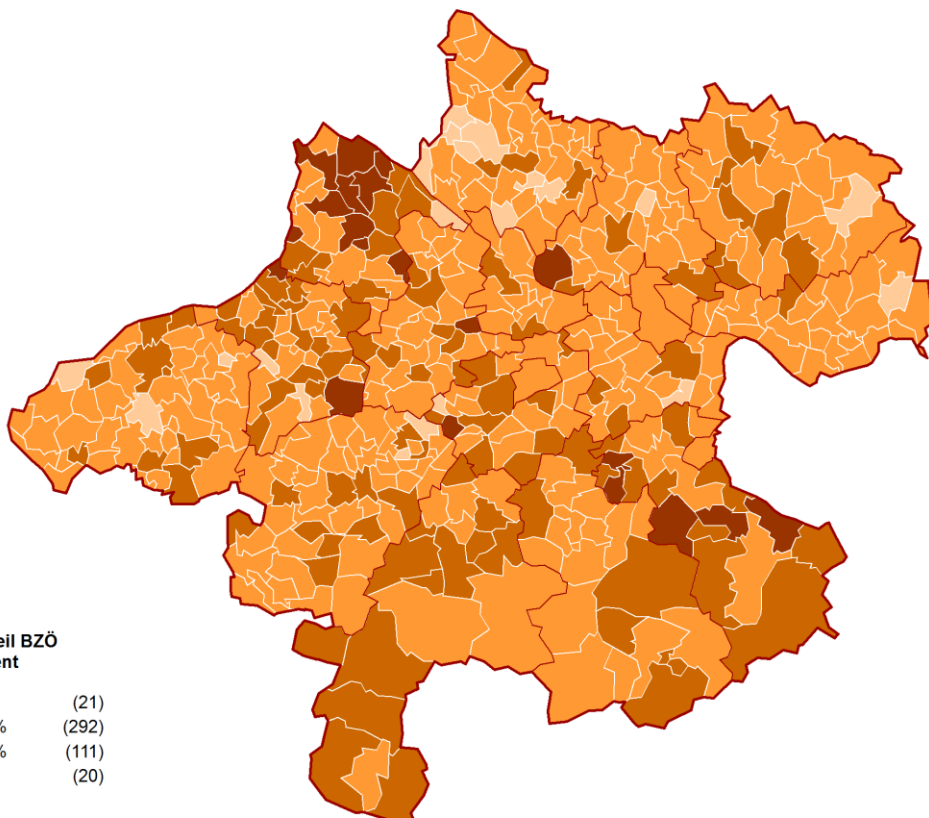 eil BZÖ
ent
(21)
% (292)
% (111)
(20)